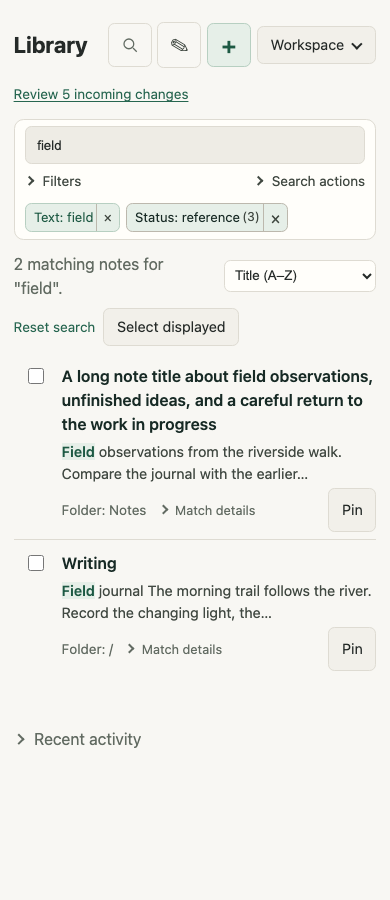 Library
Workspace
Review 5 incoming changes
field
Filters
Search actions
Text: field ×
Status: reference (3) ×
2 matching notes for
"field".
Title (A–Z)
Reset search
Select displayed
A long note title about field observations,
unfinished ideas, and a careful return to
the work in progress
Field observations from the riverside walk.
Compare the journal with the earlier...
Folder: Notes
Match details
Pin
Writing
Field journal The morning trail follows the river.
Record the changing light, the...
Folder: /
Match details
Pin
Recent activity